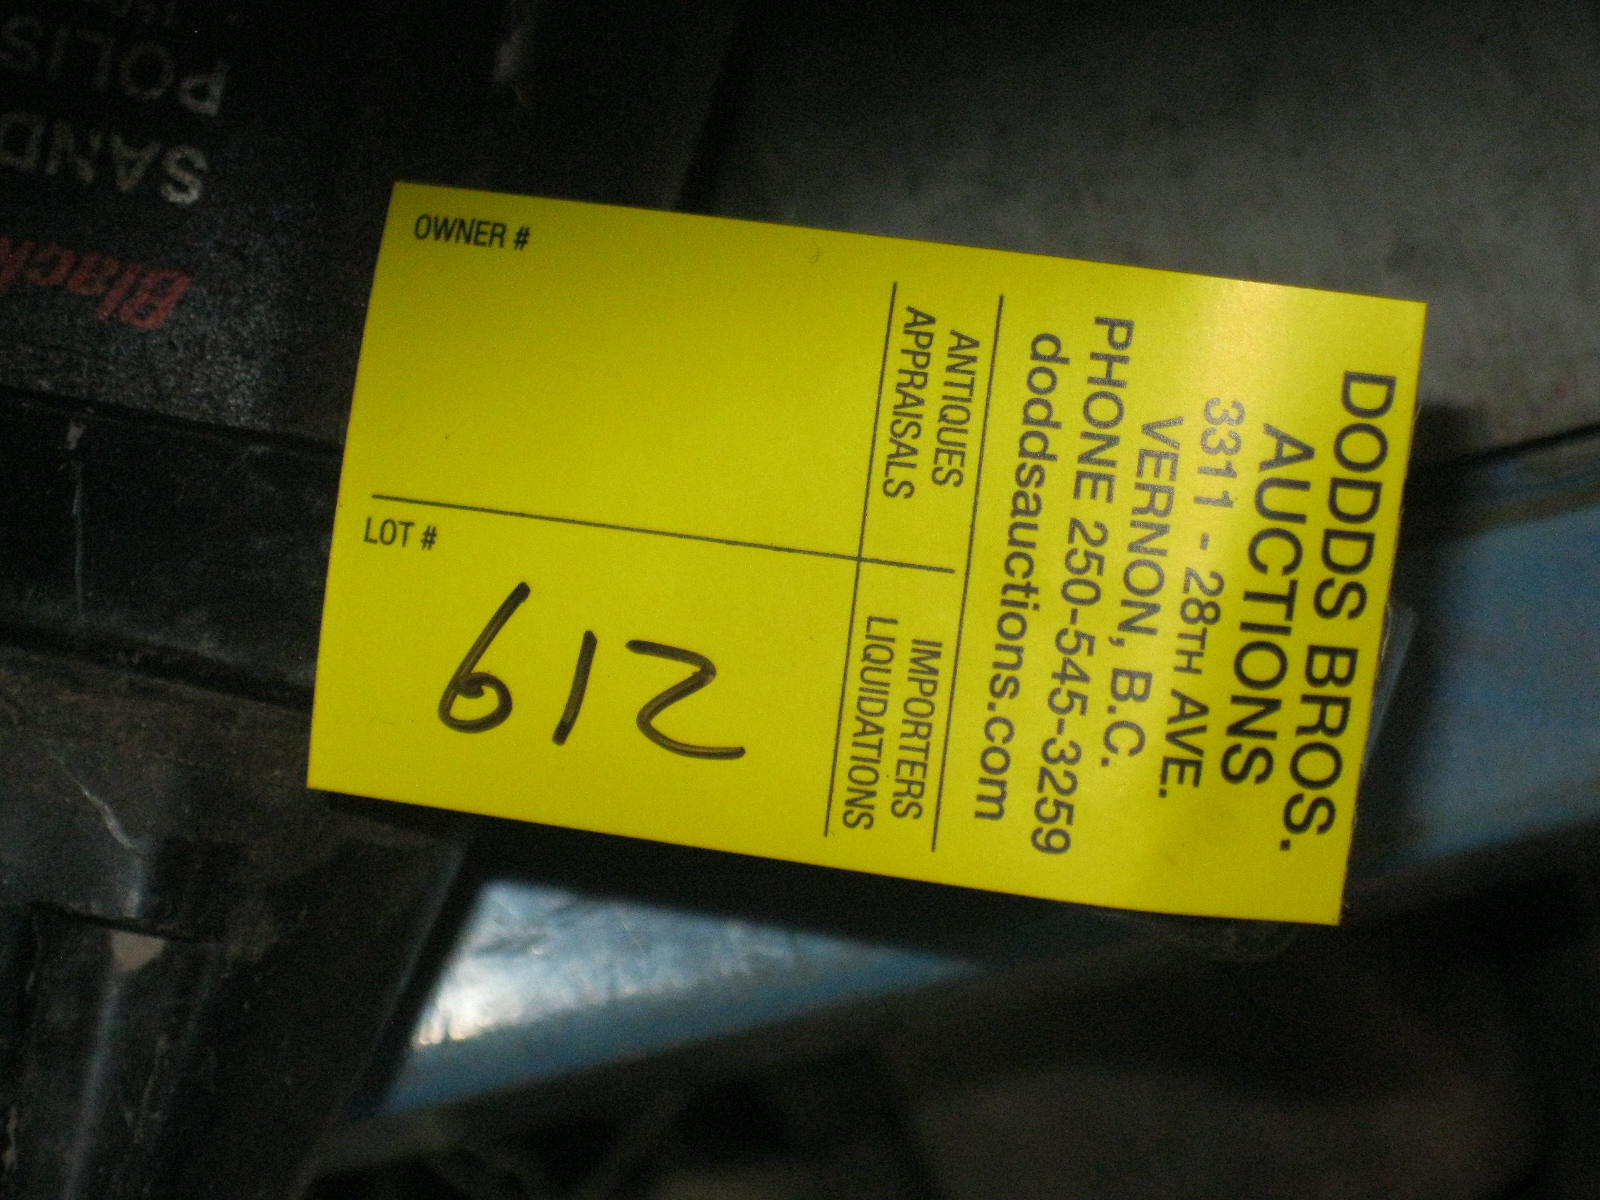 DODDS BROS.
AUCTIONS
3311 - 28TH AVE.
VERNON, B.C.
PHONE 250-545-3259
doddsauctions.com
ANTIQUES
APPRAISALS
IMPORTERS
LIQUIDATIONS
OWNER #
LOT #
612
Black
SAND
POLIS